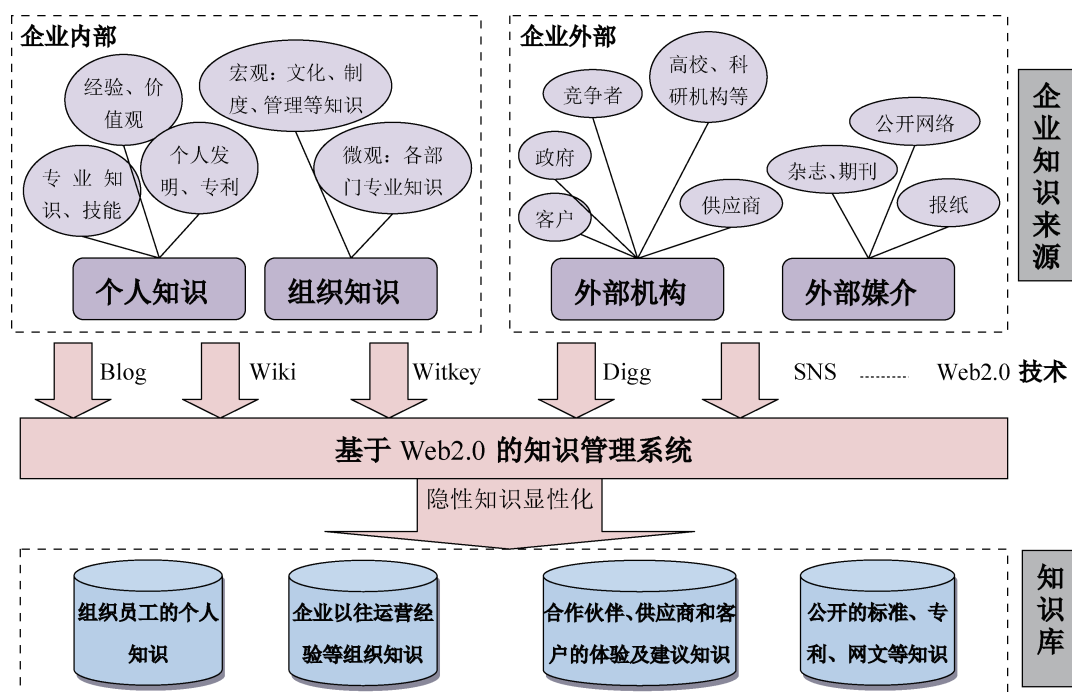 企业内部
经验、价
值观
宏观：文化、制
度、管理等知识
专业知
识、技能
个人发
明、专利
微观：各部
门专业知识
个人知识
组织知识
企业外部
竞争者
高校、科
研机构等
政府
客户
供应商
公开网络
杂志、期刊
报纸
外部机构
外部媒介
企业知识来源
Blog
Wiki
Witkey
Digg
SNS ........... Web2.0 技术
基于 Web2.0 的知识管理系统
隐性知识显性化
组织员工的个人
知识
企业以往运营经
验等组织知识
合作伙伴、供应商和客
户的体验及建议知识
公开的标准、专
利、网文等知识
知识库